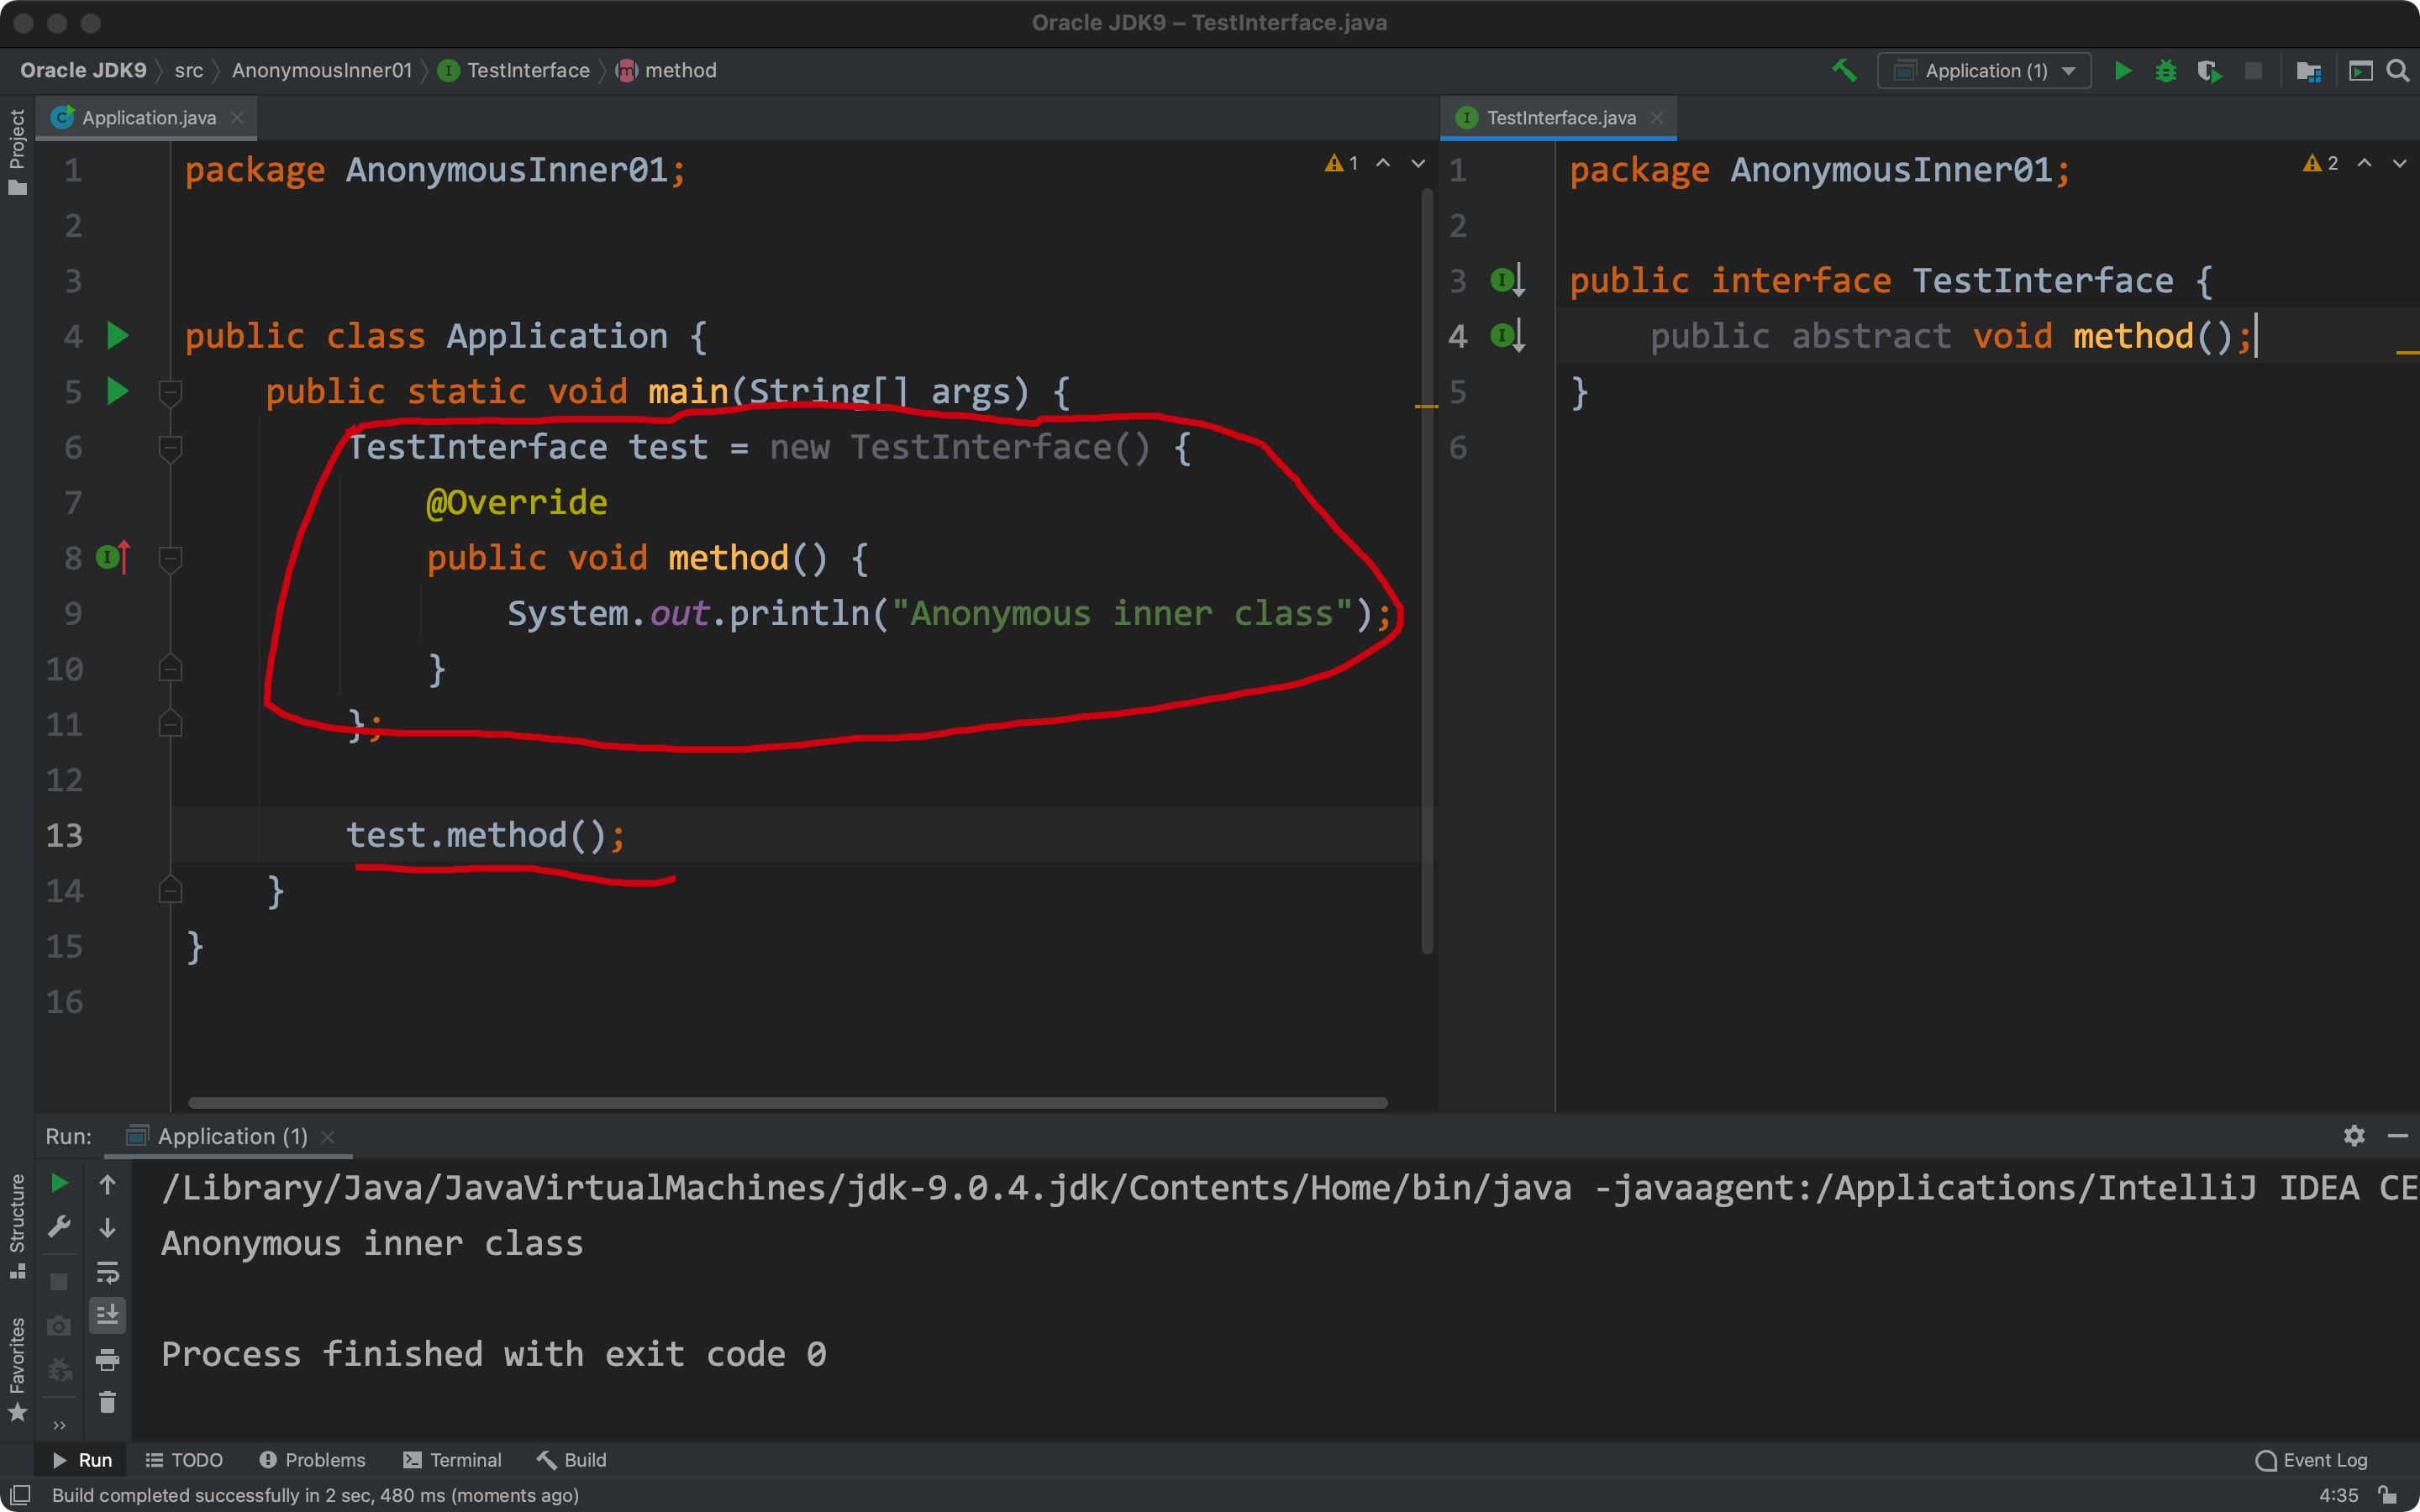 Oracle JDK9 – TestInterface.java
Oracle JDK9 src AnonymousInner01 TestInterface method
Application (1)
Project
Application.java
TestInterface.java
1 package AnonymousInner01;
2
3
4 public class Application {
5 public static void main(String[] args) {
6 TestInterface test = new TestInterface() {
7 @Override
8 public void method() {
9 System.out.println("Anonymous inner class");
10 }
11 };
12
13 test.method();
14 }
15 }
16
1
1 package AnonymousInner01;
2
3 public interface TestInterface {
4 public abstract void method();
5 }
6
2
Run: Application (1)
/Library/Java/JavaVirtualMachines/jdk-9.0.4.jdk/Contents/Home/bin/java -javaagent:/Applications/IntelliJ IDEA CE
Anonymous inner class
Process finished with exit code 0
Structure
Favorites
Run TODO Problems Terminal Build
Event Log
Build completed successfully in 2 sec, 480 ms (moments ago)
4:35